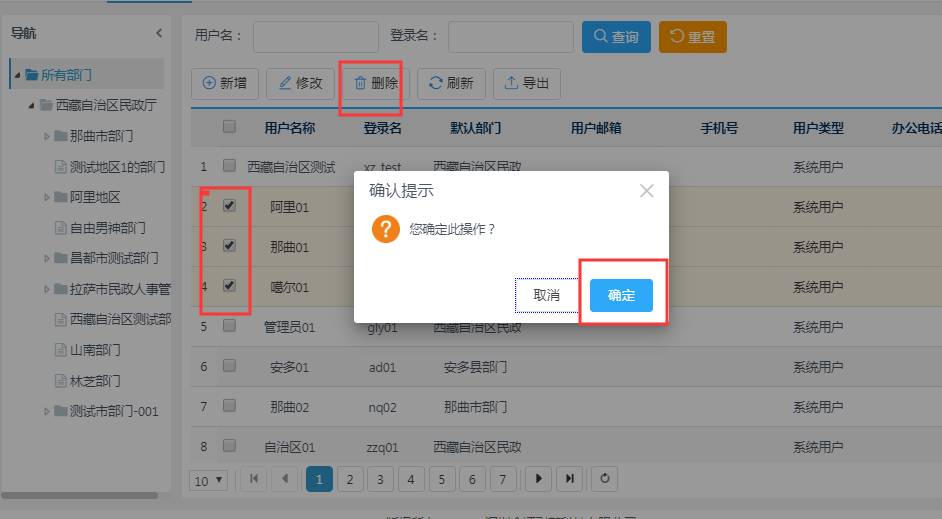 导航
用户名：
登录名：
查询
重置
所有部门
西藏自治区民政厅
那曲市部门
测试地区1的部门
阿里地区
自由男神部门
昌都市测试部门
拉萨市民政人事管
西藏自治区测试部
山南部门
林芝部门
测试市部门-001
新增 修改 删除 刷新 导出
用户名称 登录名 默认部门 用户邮箱 手机号 用户类型 办公电话
1 西藏自治区测试 xz_test 西藏自治区民政 系统用户
2 阿里01 系统用户
3 那曲01 系统用户
4 噶尔01 系统用户
5 管理员01 gly01 西藏自治区民政 系统用户
6 安多01 ad01 安多县部门 系统用户
7 那曲02 nq02 那曲市部门 系统用户
8 自治区01 zzq01 西藏自治区民政 系统用户
确认提示
您确定此操作？
取消 确定
10 1 2 3 4 5 6 7